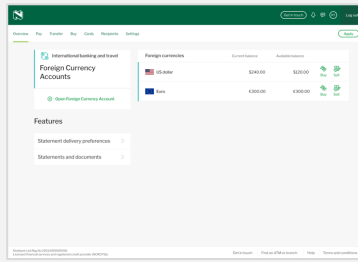 Get in touch
Log out
Overview Pay Transfer Buy Cards Recipients Settings
Apply
International banking and travel
Foreign Currency
Accounts
Open Foreign Currency Account
Foreign currencies Current balance Available balance
US dollar $240.00 $120.00 Buy Sell
Euro €300.00 €300.00 Buy Sell
Features
Statement delivery preferences
Statements and documents
Get in touch Find an ATM or branch Help Terms and conditions